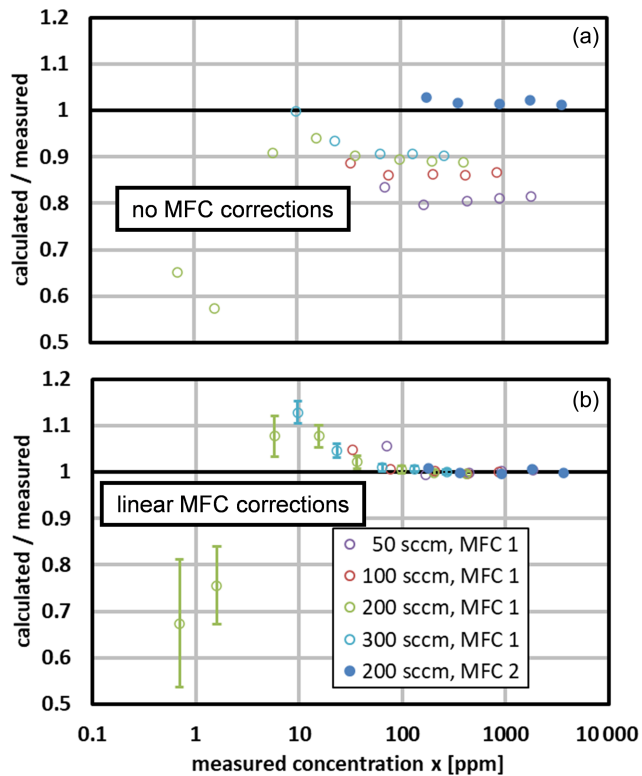 1.2
(a)
1.1
1
0.9
0.8
0.7
0.6
0.5
calculated / measured
no MFC corrections
1.2
(b)
1.1
1
0.9
0.8
0.7
0.6
0.5
calculated / measured
linear MFC corrections
50 sccm, MFC 1
100 sccm, MFC 1
200 sccm, MFC 1
300 sccm, MFC 1
200 sccm, MFC 2
0.1 1 10 100 1000 10 000
measured concentration x [ppm]